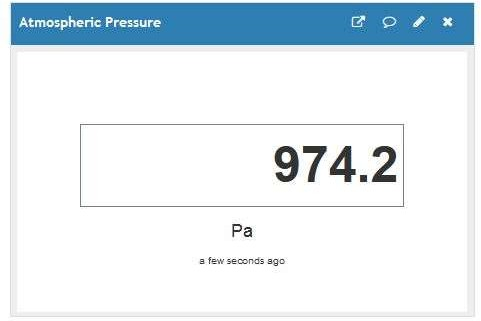 Atmospheric Pressure
974.2
Pa
a few seconds ago